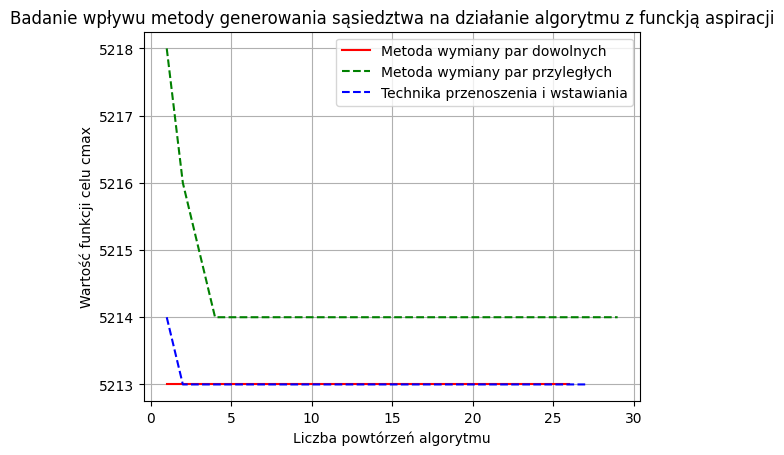 Badanie wpływu metody generowania sąsiedztwa na działanie algorytmu z funckją aspiracji
Metoda wymiany par dowolnych
Metoda wymiany par przyległych
Technika przenoszenia i wstawiania
Wartość funkcji celu cmax
5218
5217
5216
5215
5214
5213
0 5 10 15 20 25 30
Liczba powtórzeń algorytmu